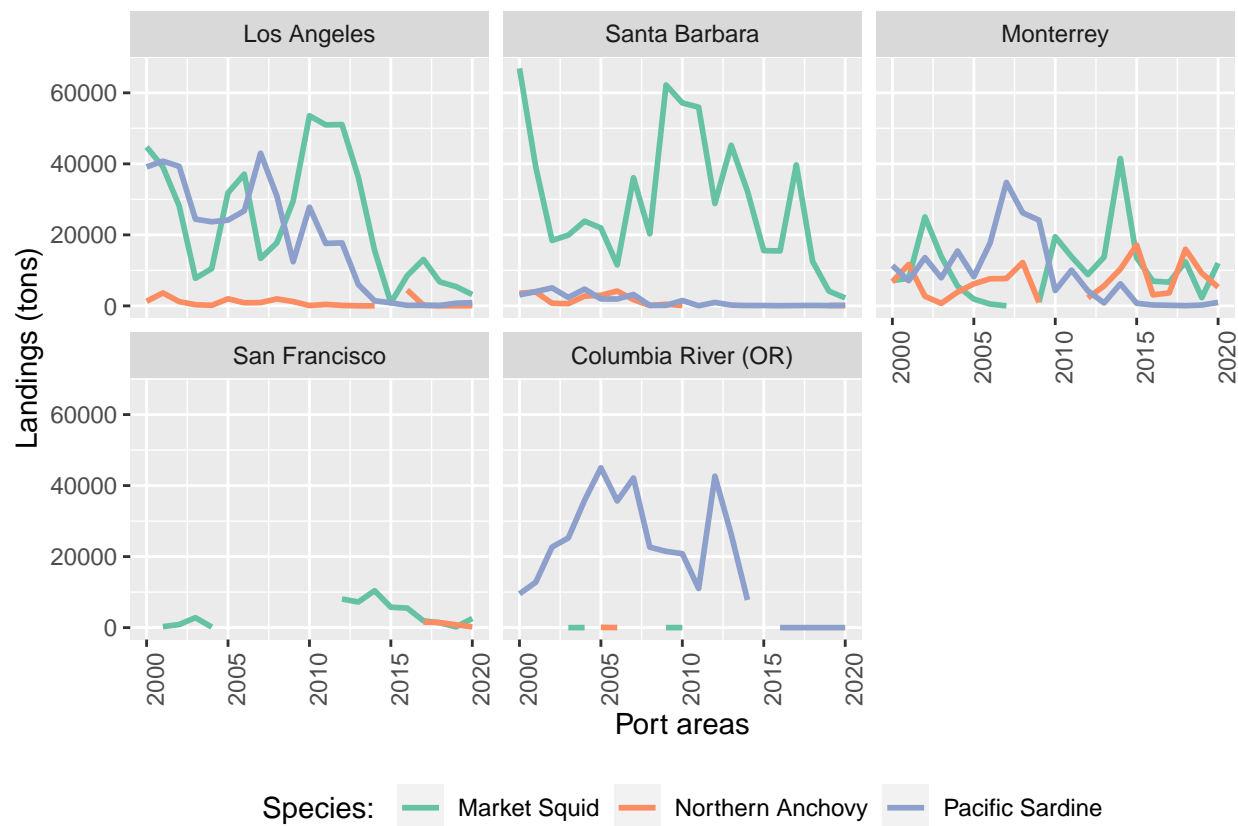 Los Angeles
Santa Barbara
Monterrey
60000
40000
20000
0
Landings (tons)
2000 2005 2010 2015 2020
San Francisco
Columbia River (OR)
60000
40000
20000
0
2000 2005 2010 2015 2020
2000 2005 2010 2015 2020
Port areas
Species: Market Squid Northern Anchovy Pacific Sardine